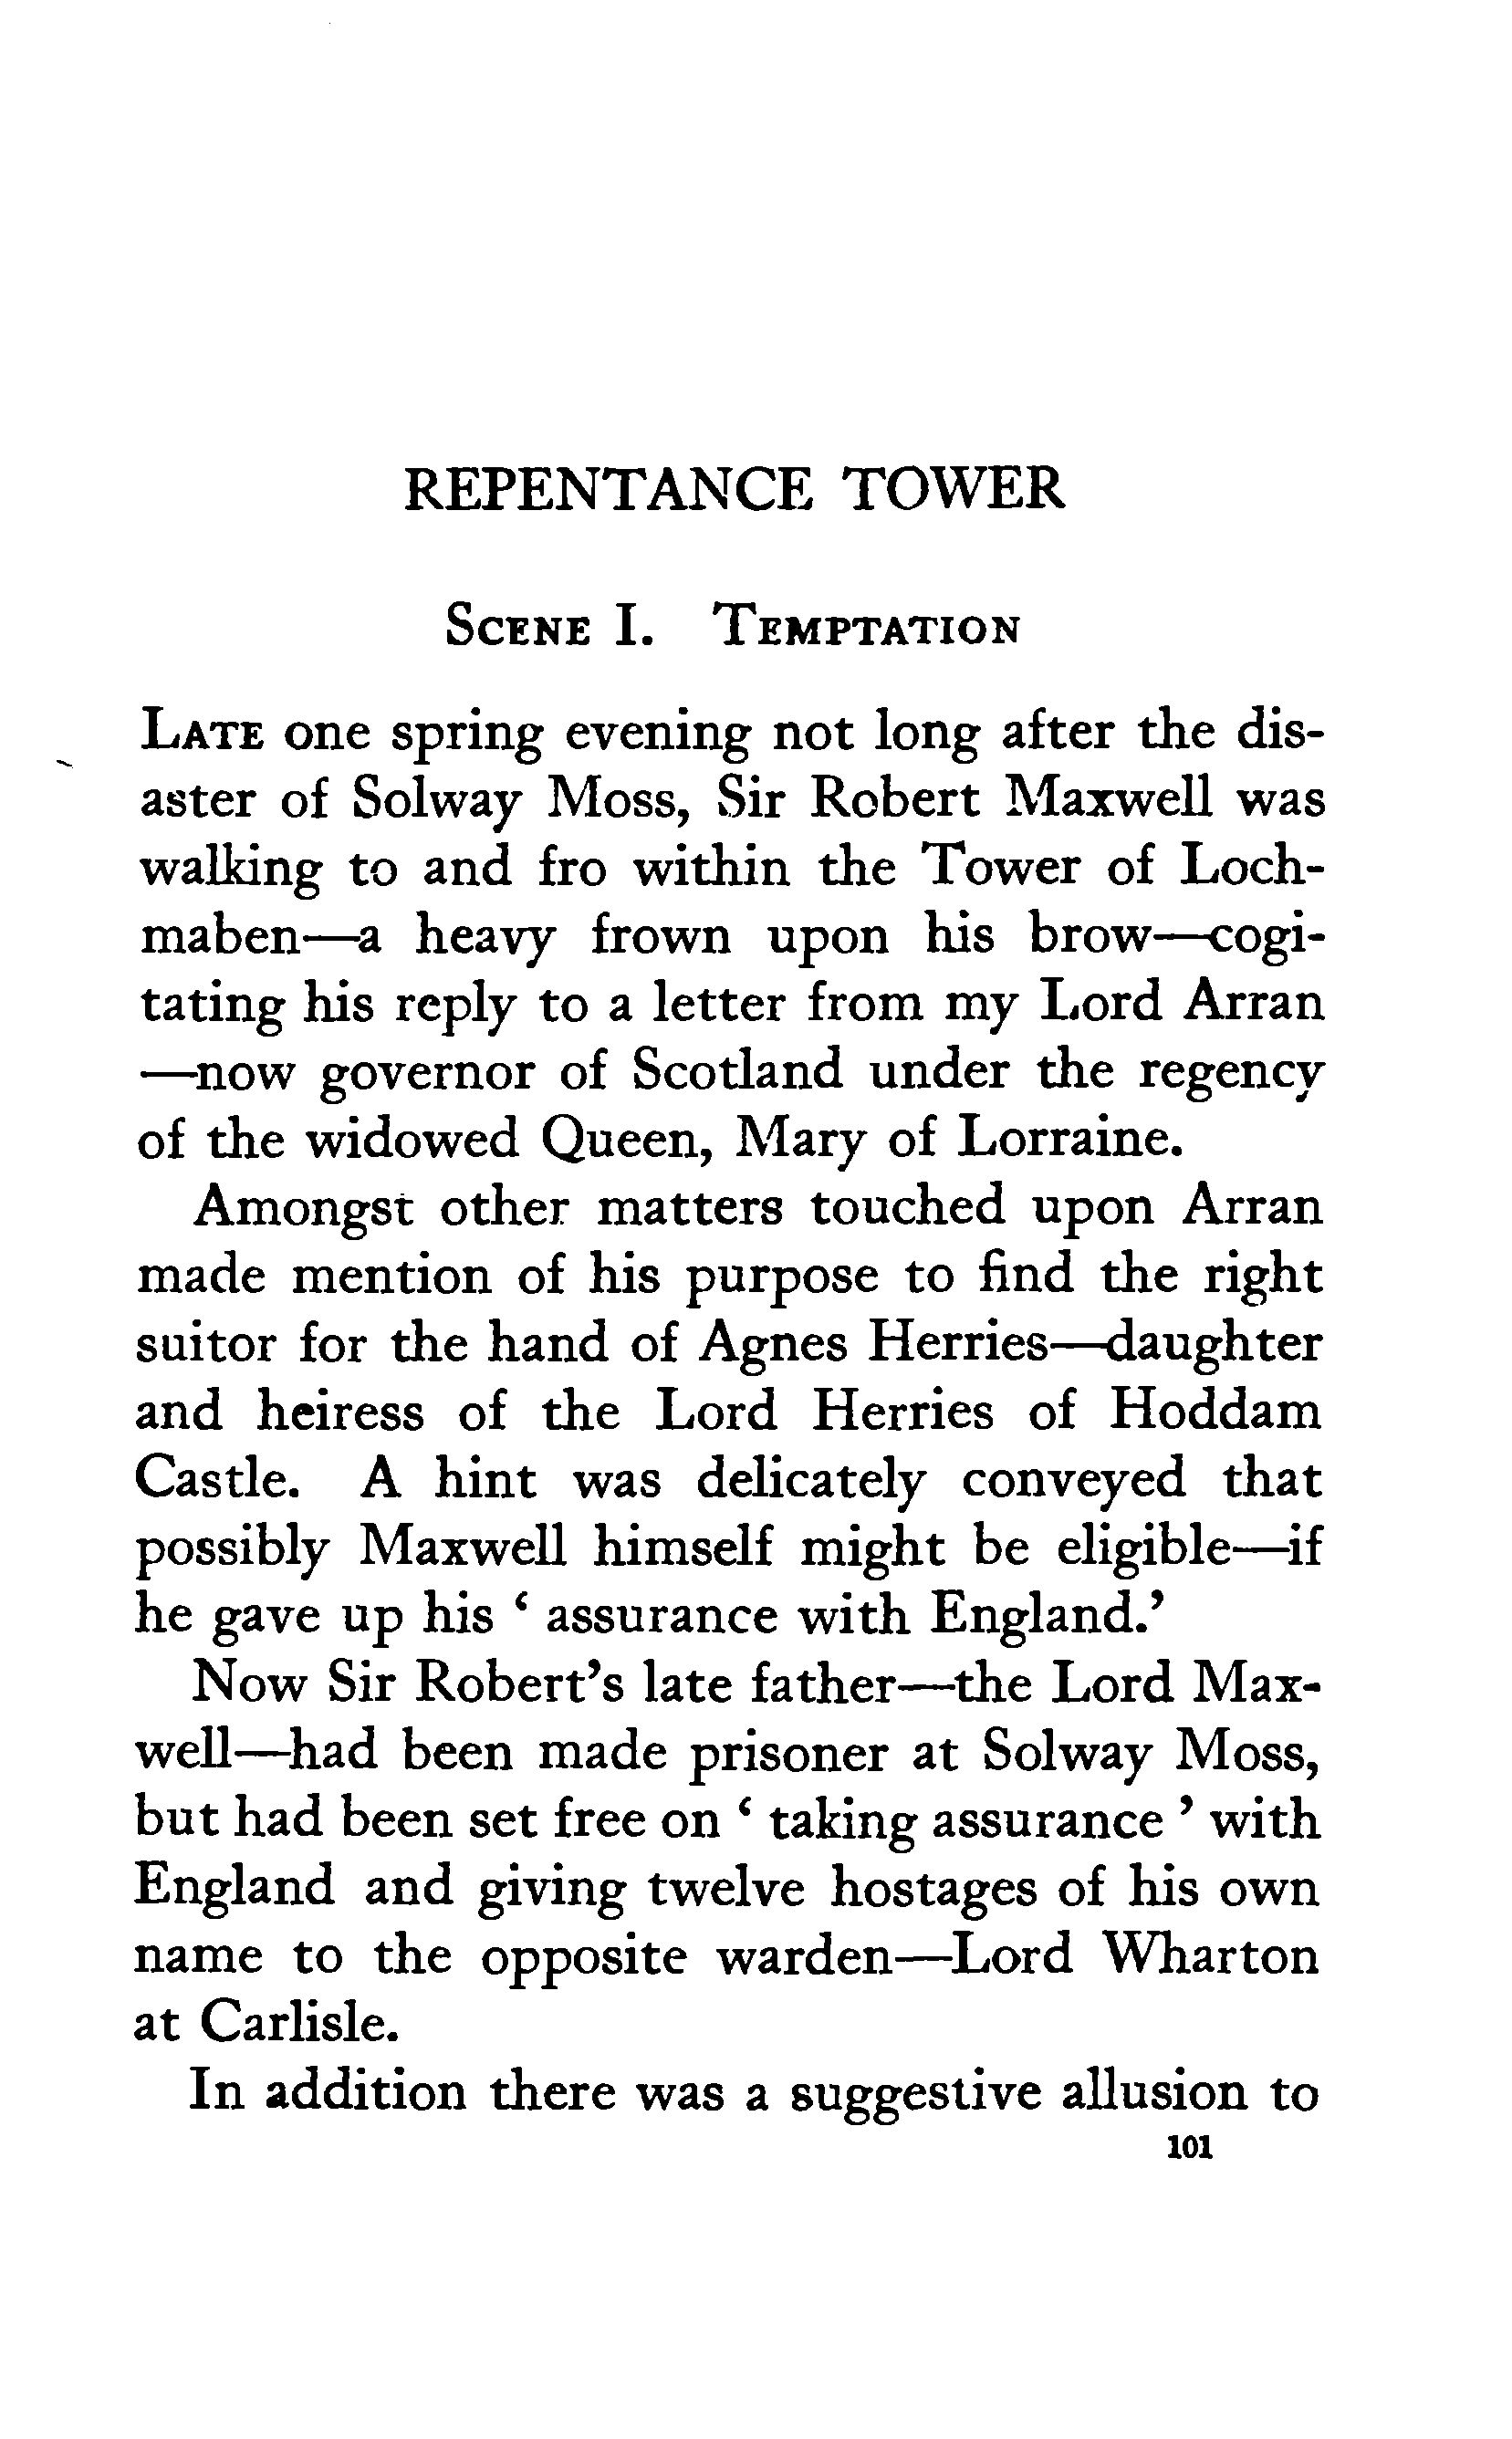 REPENTANCE TOWER
Scene I. Temptation
Late one spring evening not long after the dis-
aster of Solway Moss, Sir Robert Maxwell was
walking to and fro within the Tower of Loch-
maben—a heavy frown upon his brow—cogi-
tating his reply to a letter from my Lord Arran
—now governor of Scotland under the regency
of the widowed Queen, Mary of Lorraine.
Amongst other matters touched upon Arran
made mention of his purpose to find the right
suitor for the hand of Agnes Herries—daughter
and heiress of the Lord Herries of Hoddam
Castle. A hint was delicately conveyed that
possibly Maxwell himself might be eligible—if
he gave up his ‘ assurance with England.’
Now Sir Robert’s late father—the Lord Max-
well—had been made prisoner at Solway Moss,
but had been set free on ‘ taking assurance ’ with
England and giving twelve hostages of his own
name to the opposite warden—Lord Wharton
at Carlisle.
In addition there was a suggestive allusion to
101